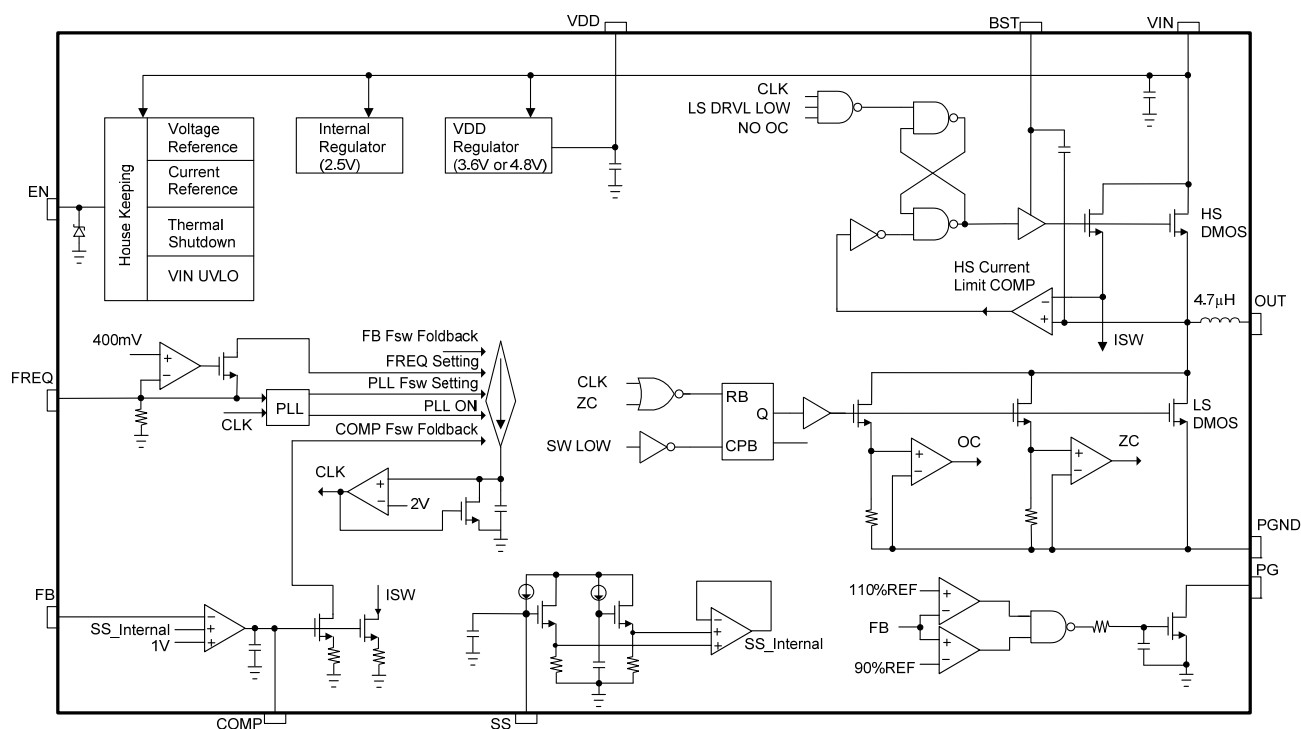 VDD
BST
VIN
CLK
LS DRVL LOW
NO OC
House Keeping
Voltage
Reference
Current
Reference
Thermal
Shutdown
VIN UVLO
Internal
Regulator
(2.5V)
VDD
Regulator
(3.6V or 4.8V)
EN
HS
DMOS
HS Current
Limit COMP
−
+
ISW
4.7µH
OUT
400mV
+
−
FREQ
PLL
CLK
FB Fsw Foldback
FREQ Setting
PLL Fsw Setting
PLL ON
COMP Fsw Foldback
CLK
+
−
2V
CLK
ZC
SW LOW
RB
Q
CPB
LS
DMOS
+
−
OC
+
−
ZC
PGND
PG
FB
SS_Internal
1V
−
+
+
ISW
COMP
SS
−
+
+
SS_Internal
110%REF
FB
90%REF
+
−
+
−